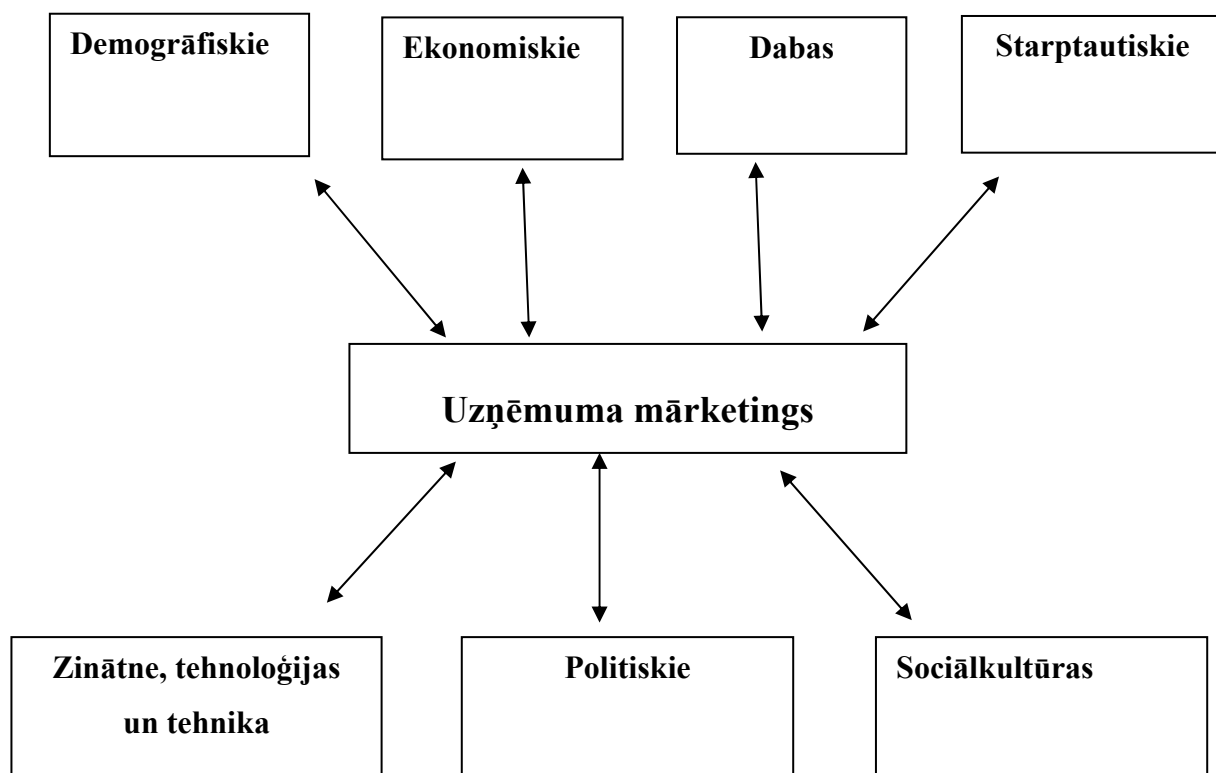 Demogrāfiskie
Ekonomiskie
Dabas
Starptautiskie
Uzņēmuma mārketings
Zinātne, tehnoloģijas
un tehnika
Politiskie
Sociālkultūras